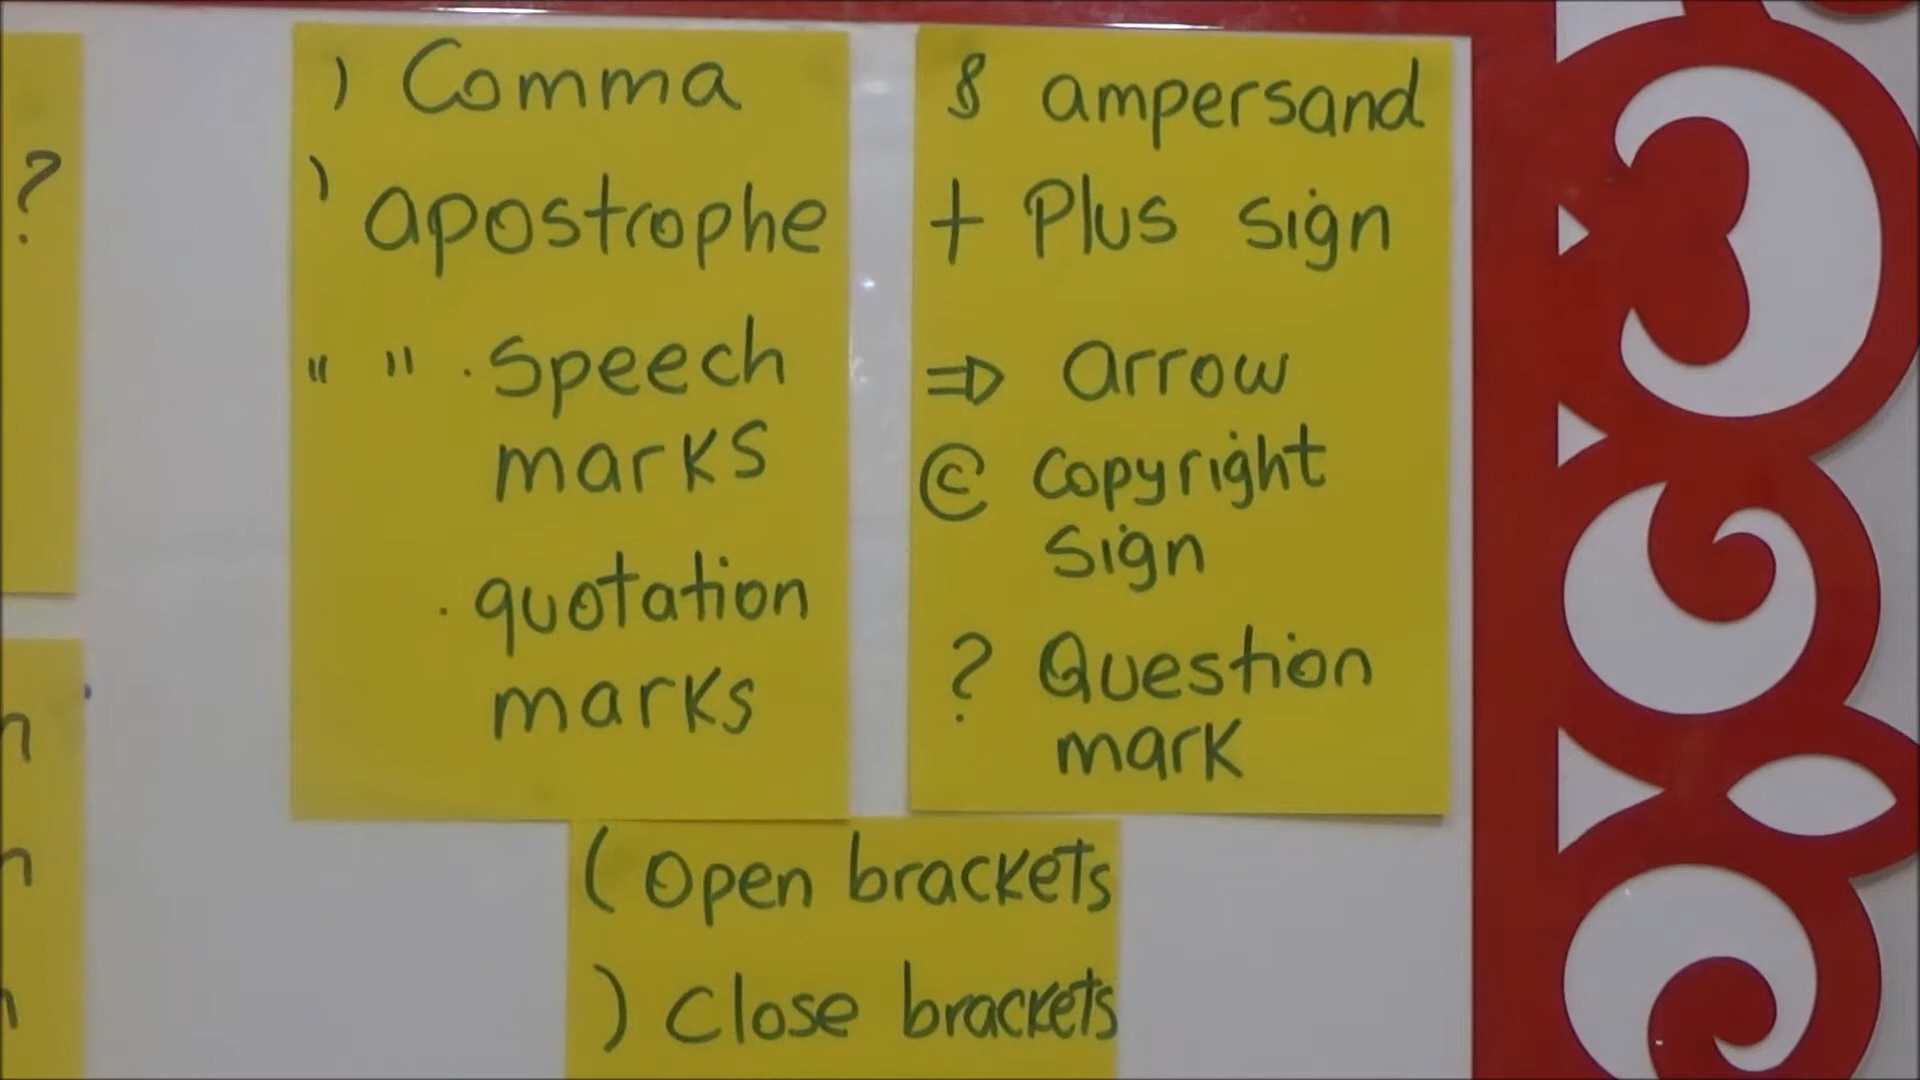 ?
n
n
n
, Comma
' apostrophe
" " . Speech
marks
. quotation
marks
& ampersand
+ Plus sign
⇒ arrow
© Copyright
Sign
? Question
mark
( Open brackets
) Close brackets